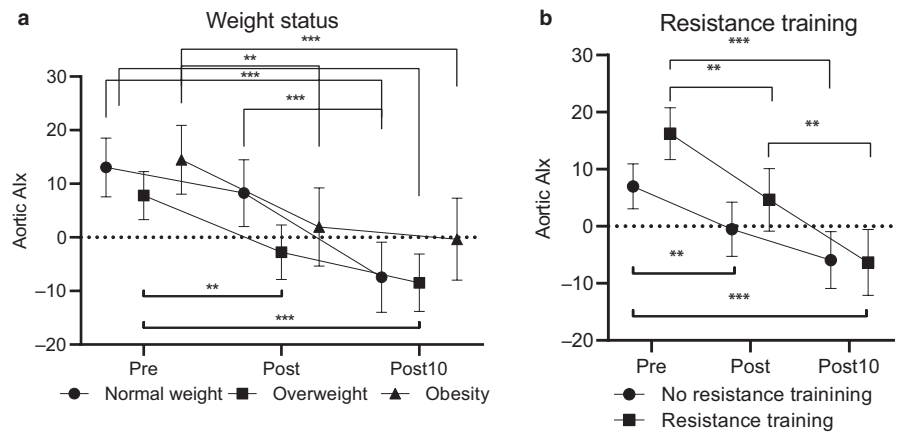 a
Weight status
***
**
***
***
30
20
10
0
–10
–20
Aortic AIx
**
***
Pre Post Post10
Normal weight Overweight Obesity
b
Resistance training
***
**
**
30
20
10
0
–10
–20
Aortic AIx
**
***
Pre Post Post10
No resistance trainining
Resistance training